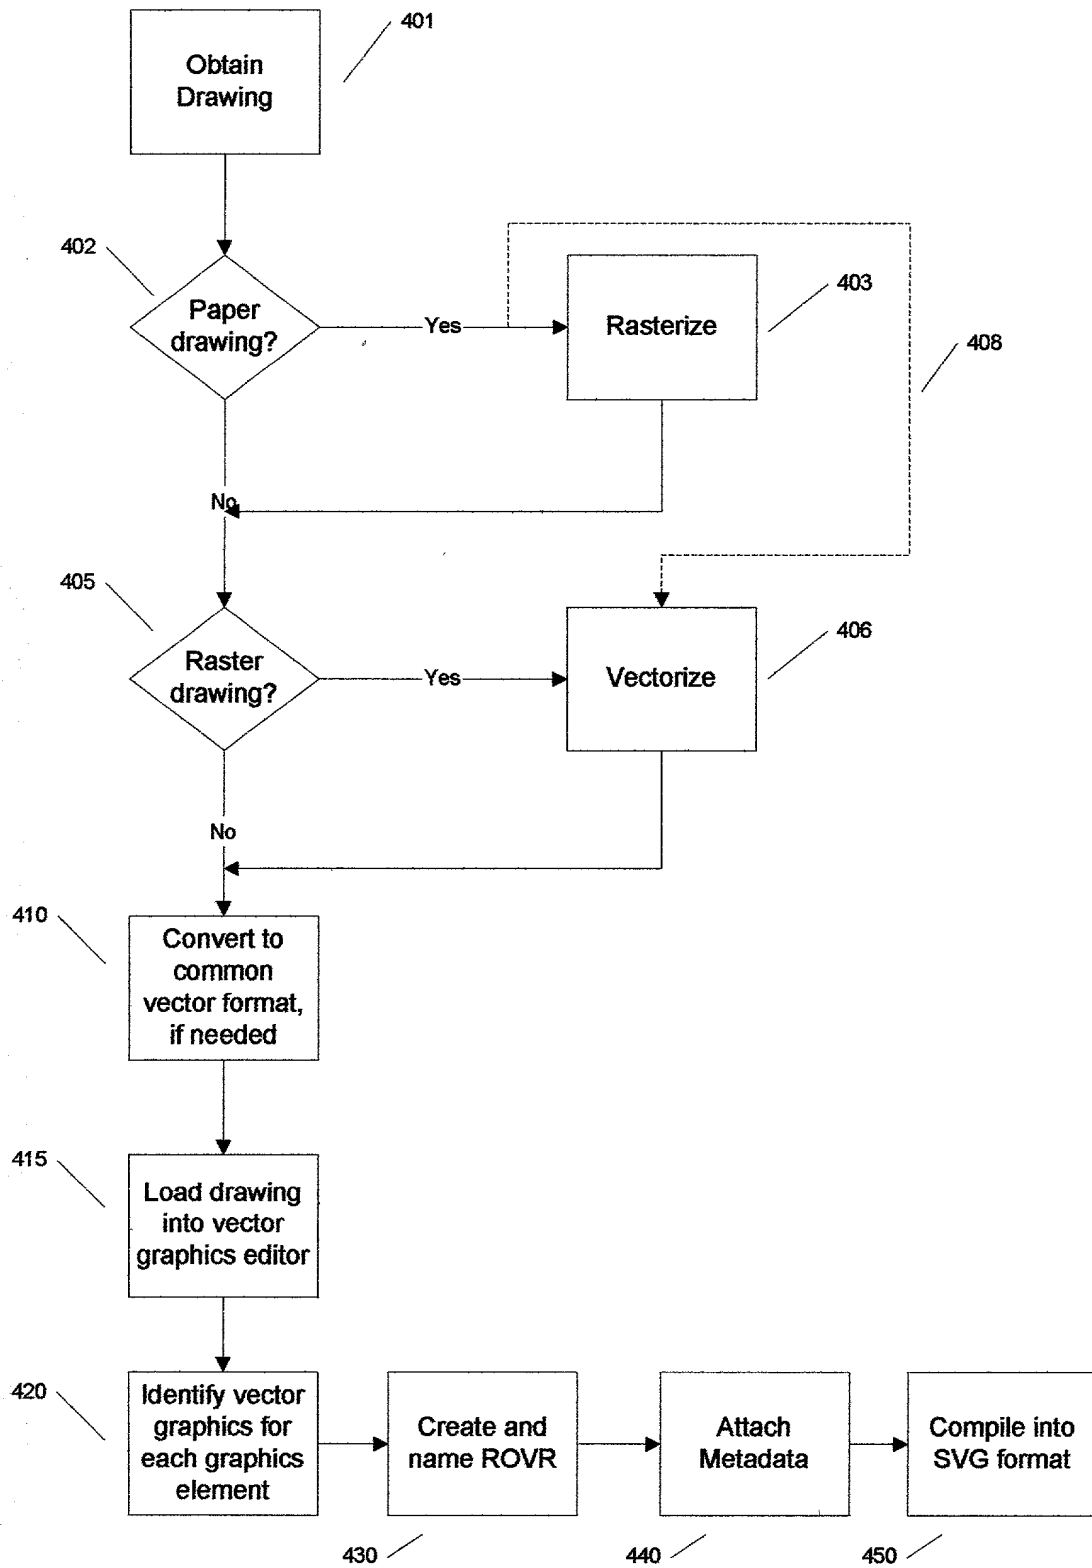 401
Obtain
Drawing
402
Paper
drawing?
Yes
Rasterize
403
408
No
405
Raster
drawing?
Yes
Vectorize
406
No
410
Convert to
common
vector format,
if needed
415
Load drawing
into vector
graphics editor
420
Identify vector
graphics for
each graphics
element
Create and
name ROVR
Attach
Metadata
Compile into
SVG format
430
440
450